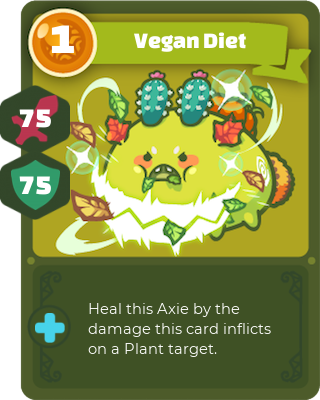 1
Vegan Diet
75
75
Heal this Axie by the
damage this card inflicts
on a Plant target.